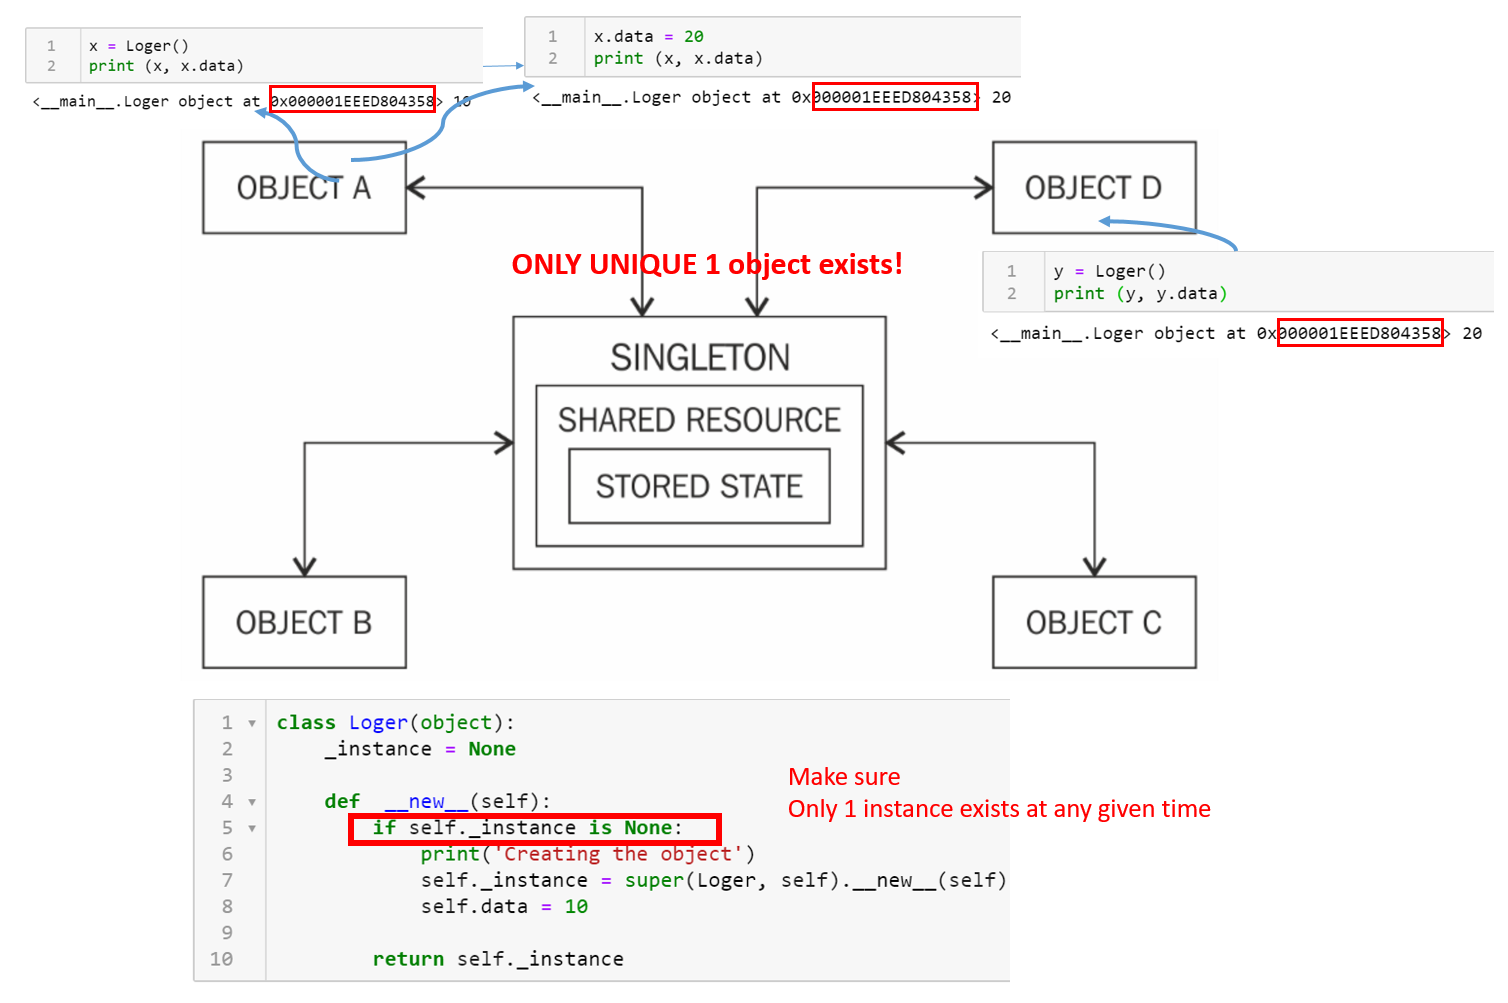 1 x = Loger()
2 print (x, x.data)
<__main__.Loger object at 0x000001EEED804358> 10
1 x.data = 20
2 print (x, x.data)
<__main__.Loger object at 0x000001EEED804358> 20
OBJECT A
OBJECT D
ONLY UNIQUE 1 object exists!
1 y = Loger()
2 print (y, y.data)
<__main__.Loger object at 0x000001EEED804358> 20
SINGLETON
SHARED RESOURCE
STORED STATE
OBJECT B
OBJECT C
1 class Loger(object):
2 _instance = None
3
4 def __new__(self):
5 if self._instance is None:
6 print('Creating the object')
7 self._instance = super(Loger, self).__new__(self)
8 self.data = 10
9
10 return self._instance
Make sure
Only 1 instance exists at any given time